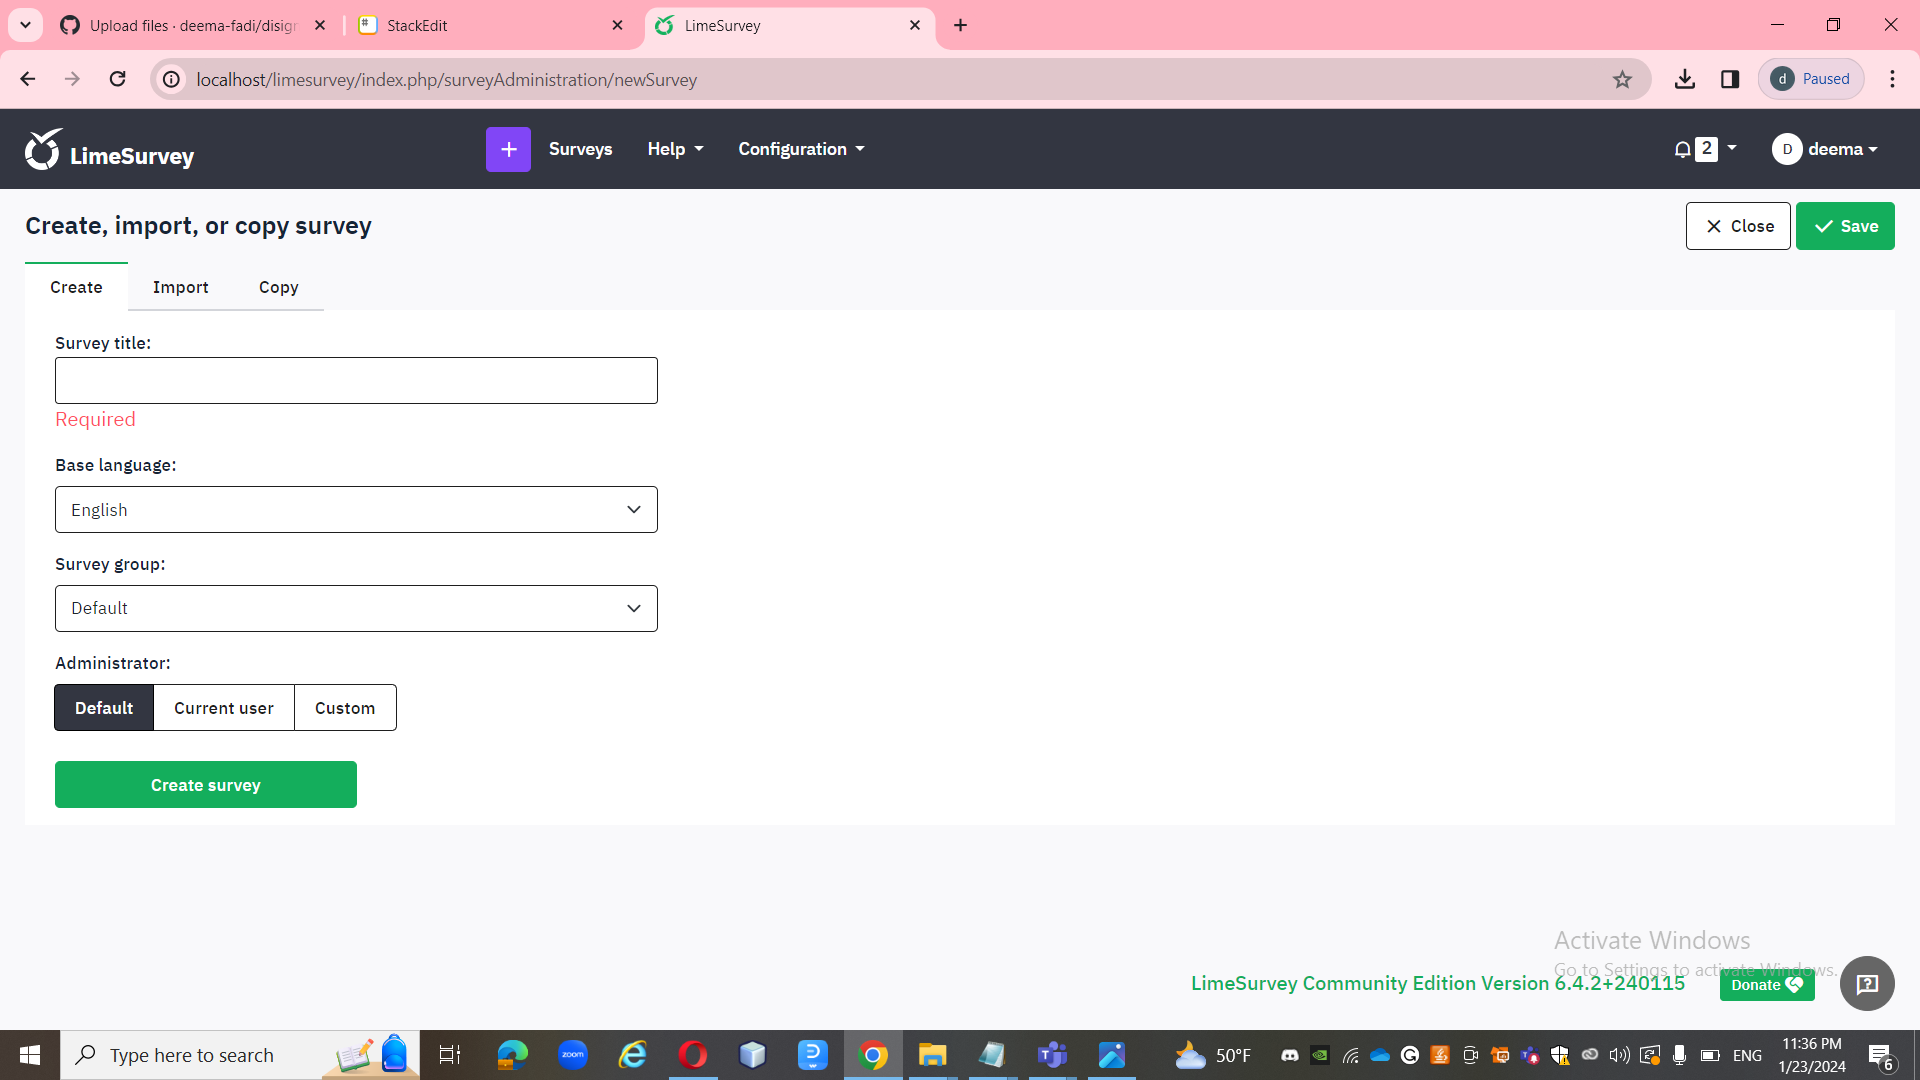 Upload files · deema-fadi/disign
StackEdit
LimeSurvey
localhost/limesurvey/index.php/surveyAdministration/newSurvey
d Paused
LimeSurvey
+ Surveys Help Configuration
2
D deema
Create, import, or copy survey
Close
Save
Create Import Copy
Survey title:
Required
Base language:
English
Survey group:
Default
Administrator:
Default Current user Custom
Create survey
Activate Windows
Go to Settings to activate Windows.
LimeSurvey Community Edition Version 6.4.2+240115
Donate
Type here to search
zoom
50°F
ENG
11:36 PM
1/23/2024
6